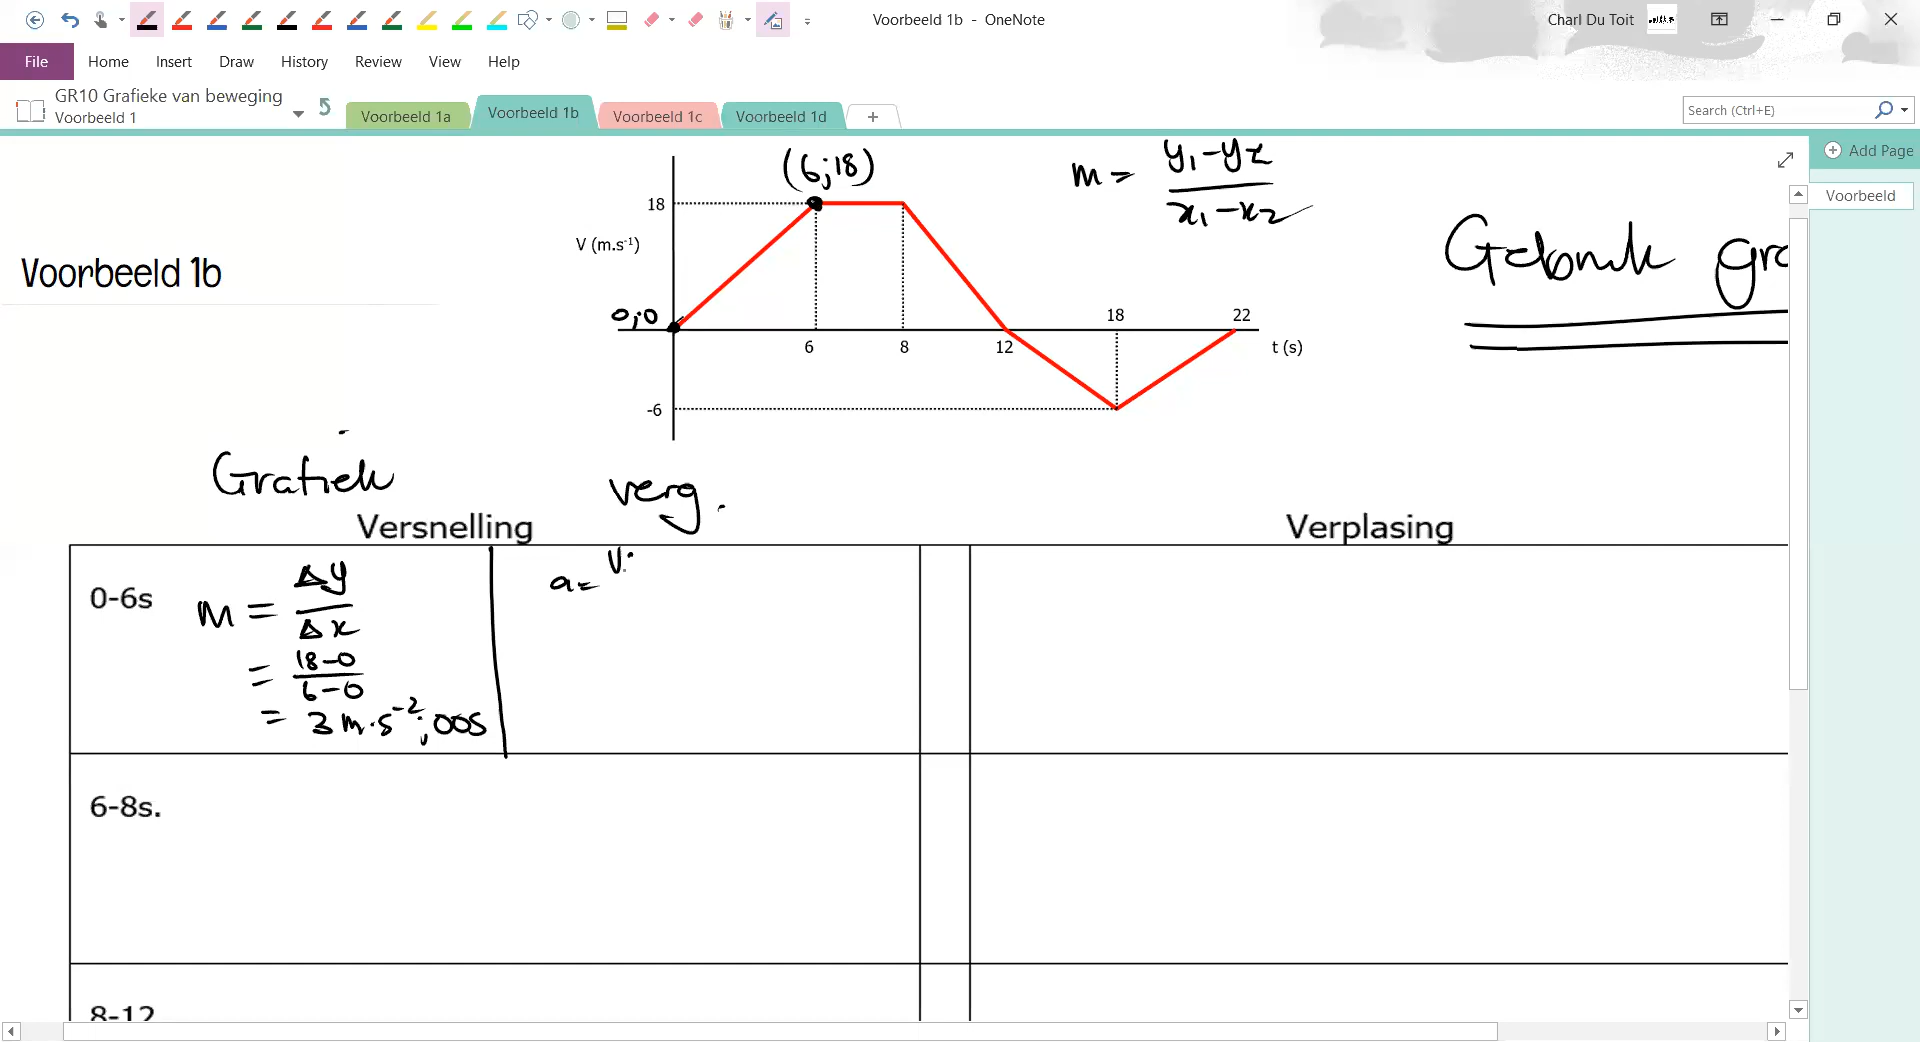 Voorbeeld 1b - OneNote
Charl Du Toit
File Home Insert Draw History Review View Help
GR10 Grafieke van beweging
Voorbeeld 1
Voorbeeld 1a Voorbeeld 1b Voorbeeld 1c Voorbeeld 1d +
Search (Ctrl+E)
Add Page
Voorbeeld
(6;18)
m = y₁-y₂ / x₁-x₂
18
V (m.s⁻¹)
Voorbeeld 1b
0;0
18 22
6 8 12
t (s)
-6
Grafiek
verg.
Versnelling Verplasing
0-6s
m = Δy / Δx
= 18-0 / 6-0
= 3 m·s⁻²; OOS
a = V
6-8s.
8-12